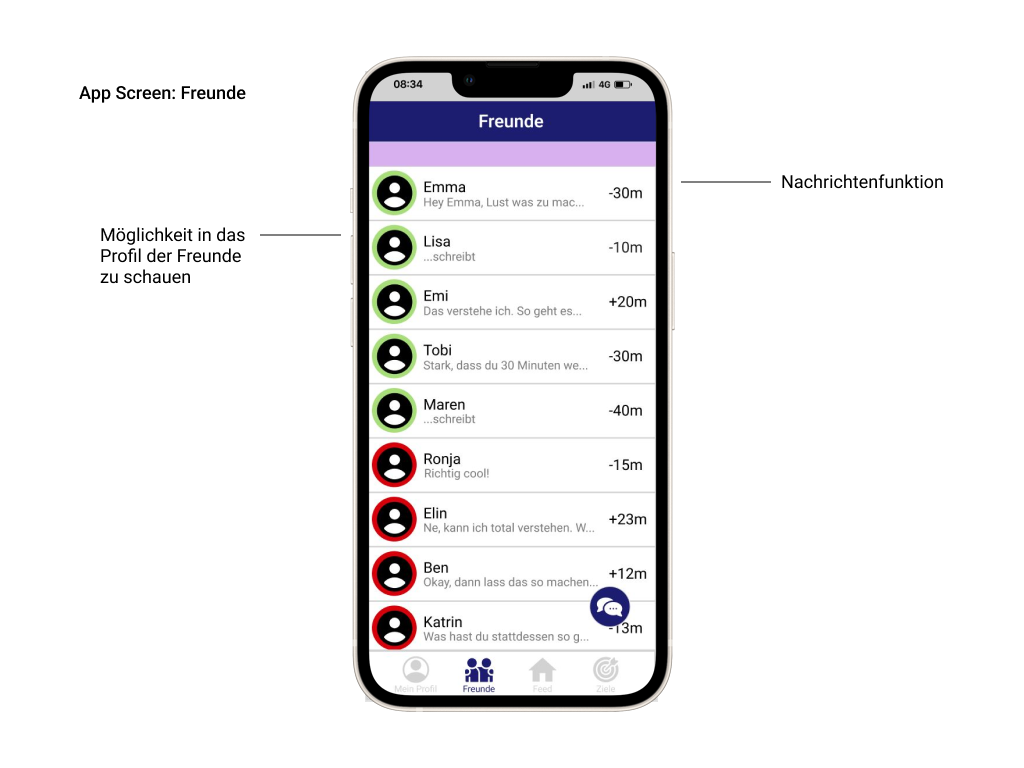 App Screen: Freunde
08:34
4G
Freunde
Emma
-30m
Hey Emma, Lust was zu mac...
Nachrichtenfunktion
Möglichkeit in das
Profil der Freunde
zu schauen
Lisa
-10m
...schreibt
Emi
+20m
Das verstehe ich. So geht es...
Tobi
-30m
Stark, dass du 30 Minuten we...
Maren
-40m
...schreibt
Ronja
-15m
Richtig cool!
Elin
+23m
Ne, kann ich total verstehen. W...
Ben
+12m
Okay, dann lass das so machen...
Katrin
-13m
Was hast du stattdessen so g...
Mein Profil
Freunde
Feed
Ziele